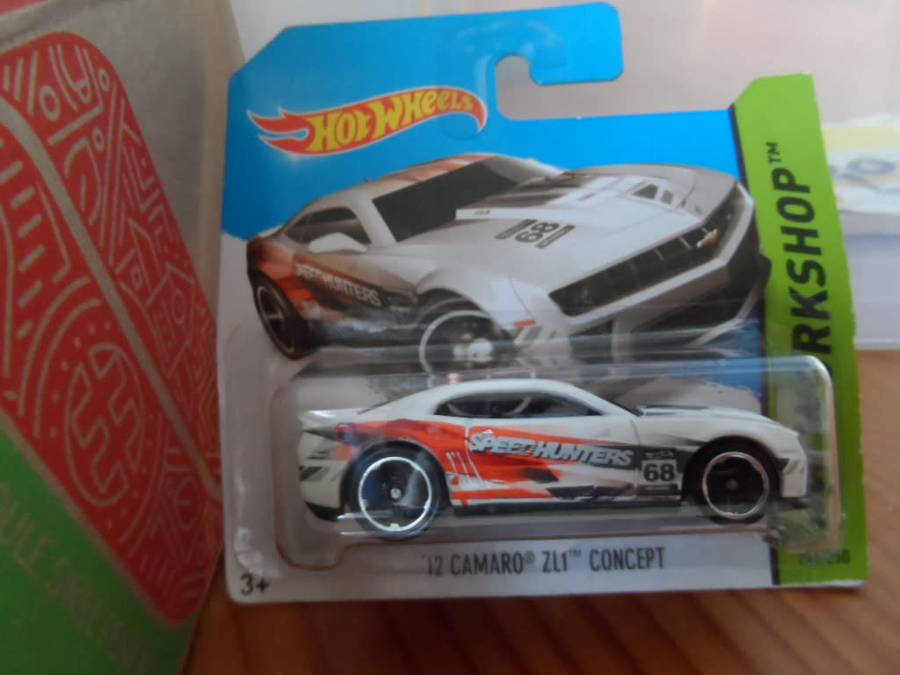 HOT WHEELS
RKSHOP™
68
SPEEDHUNTERS
SPEEDHUNTERS
68
'12 CAMARO® ZL1™ CONCEPT
3+